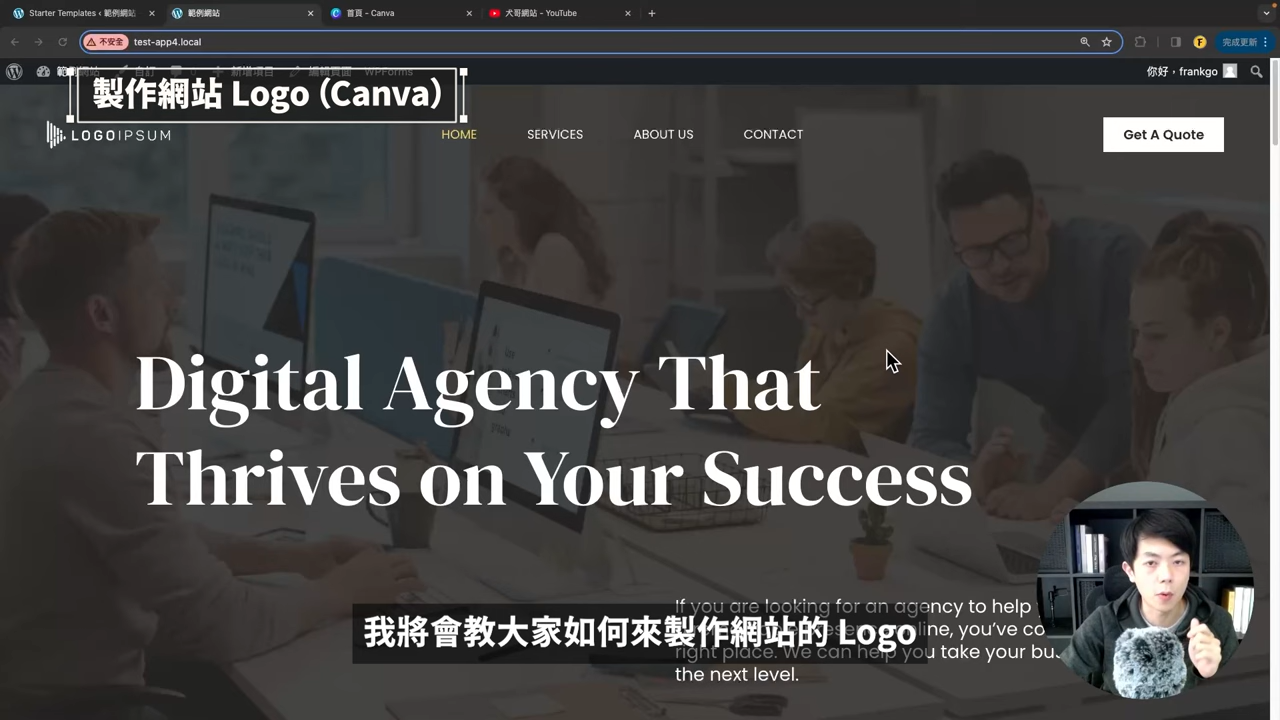 Starter Templates ‹ 範例網站
範例網站
首頁 - Canva
犬哥網站 - YouTube
不安全
test-app4.local
完成更新
自訂
新增項目
編輯頁面
WPForms
你好，frankgo
製作網站 Logo（Canva）
LOGOIPSUM
HOME
SERVICES
ABOUT US
CONTACT
Get A Quote
Digital Agency That
Thrives on Your Success
If you are looking for an agency to help
line, you’ve co
right place. We can help you take your bus
the next level.
我將會教大家如何來製作網站的 Logo